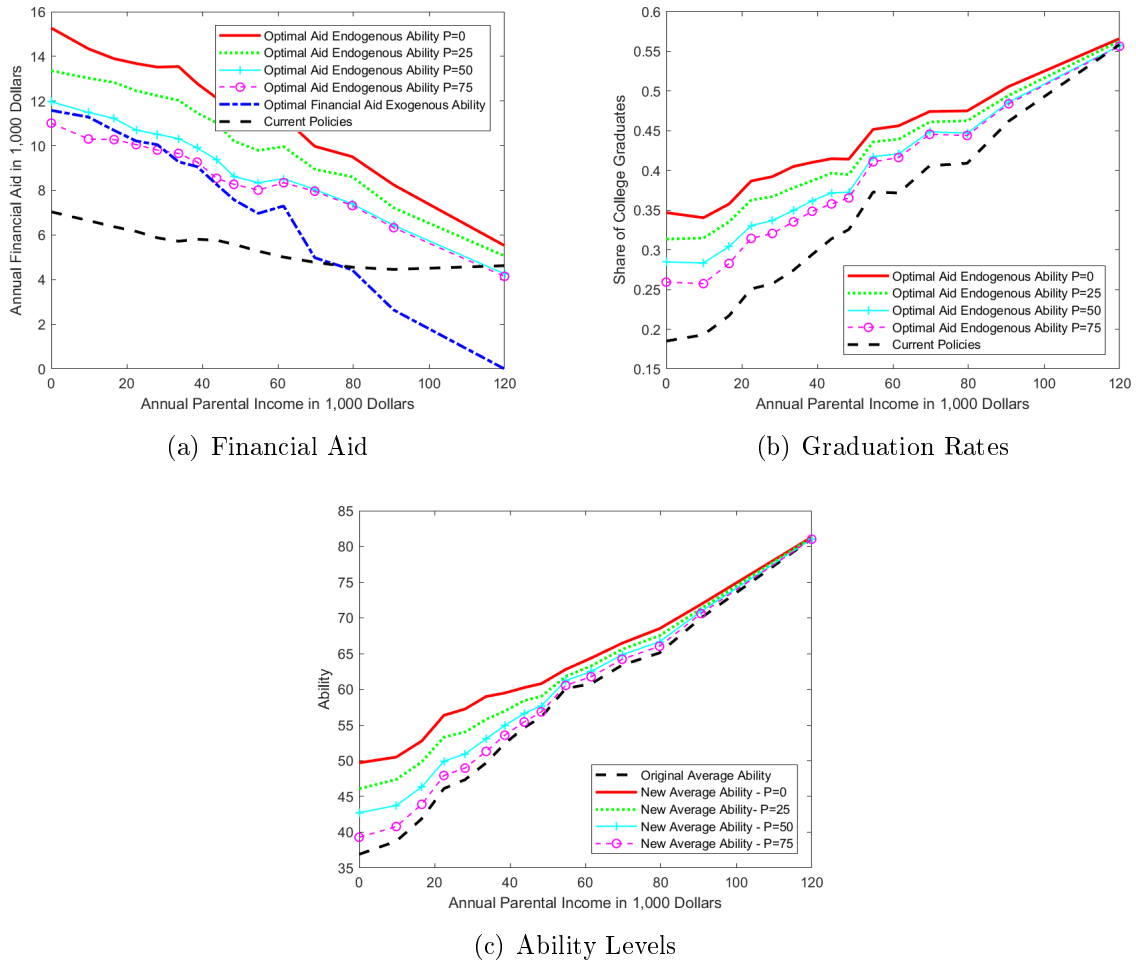 16
14
12
10
8
6
4
2
0
Annual Financial Aid in 1,000 Dollars
Optimal Aid Endogenous Ability P=0
Optimal Aid Endogenous Ability P=25
Optimal Aid Endogenous Ability P=50
Optimal Aid Endogenous Ability P=75
Optimal Financial Aid Exogenous Ability
Current Policies
0 20 40 60 80 100 120
Annual Parental Income in 1,000 Dollars
(a) Financial Aid
0.6
0.55
0.5
0.45
0.4
0.35
0.3
0.25
0.2
0.15
Share of College Graduates
Optimal Aid Endogenous Ability P=0
Optimal Aid Endogenous Ability P=25
Optimal Aid Endogenous Ability P=50
Optimal Aid Endogenous Ability P=75
Current Policies
0 20 40 60 80 100 120
Annual Parental Income in 1,000 Dollars
(b) Graduation Rates
85
80
75
70
65
60
55
50
45
40
35
Ability
Original Average Ability
New Average Ability - P=0
New Average Ability- P=25
New Average Ability - P=50
New Average Ability - P=75
0 20 40 60 80 100 120
Annual Parental Income in 1,000 Dollars
(c) Ability Levels